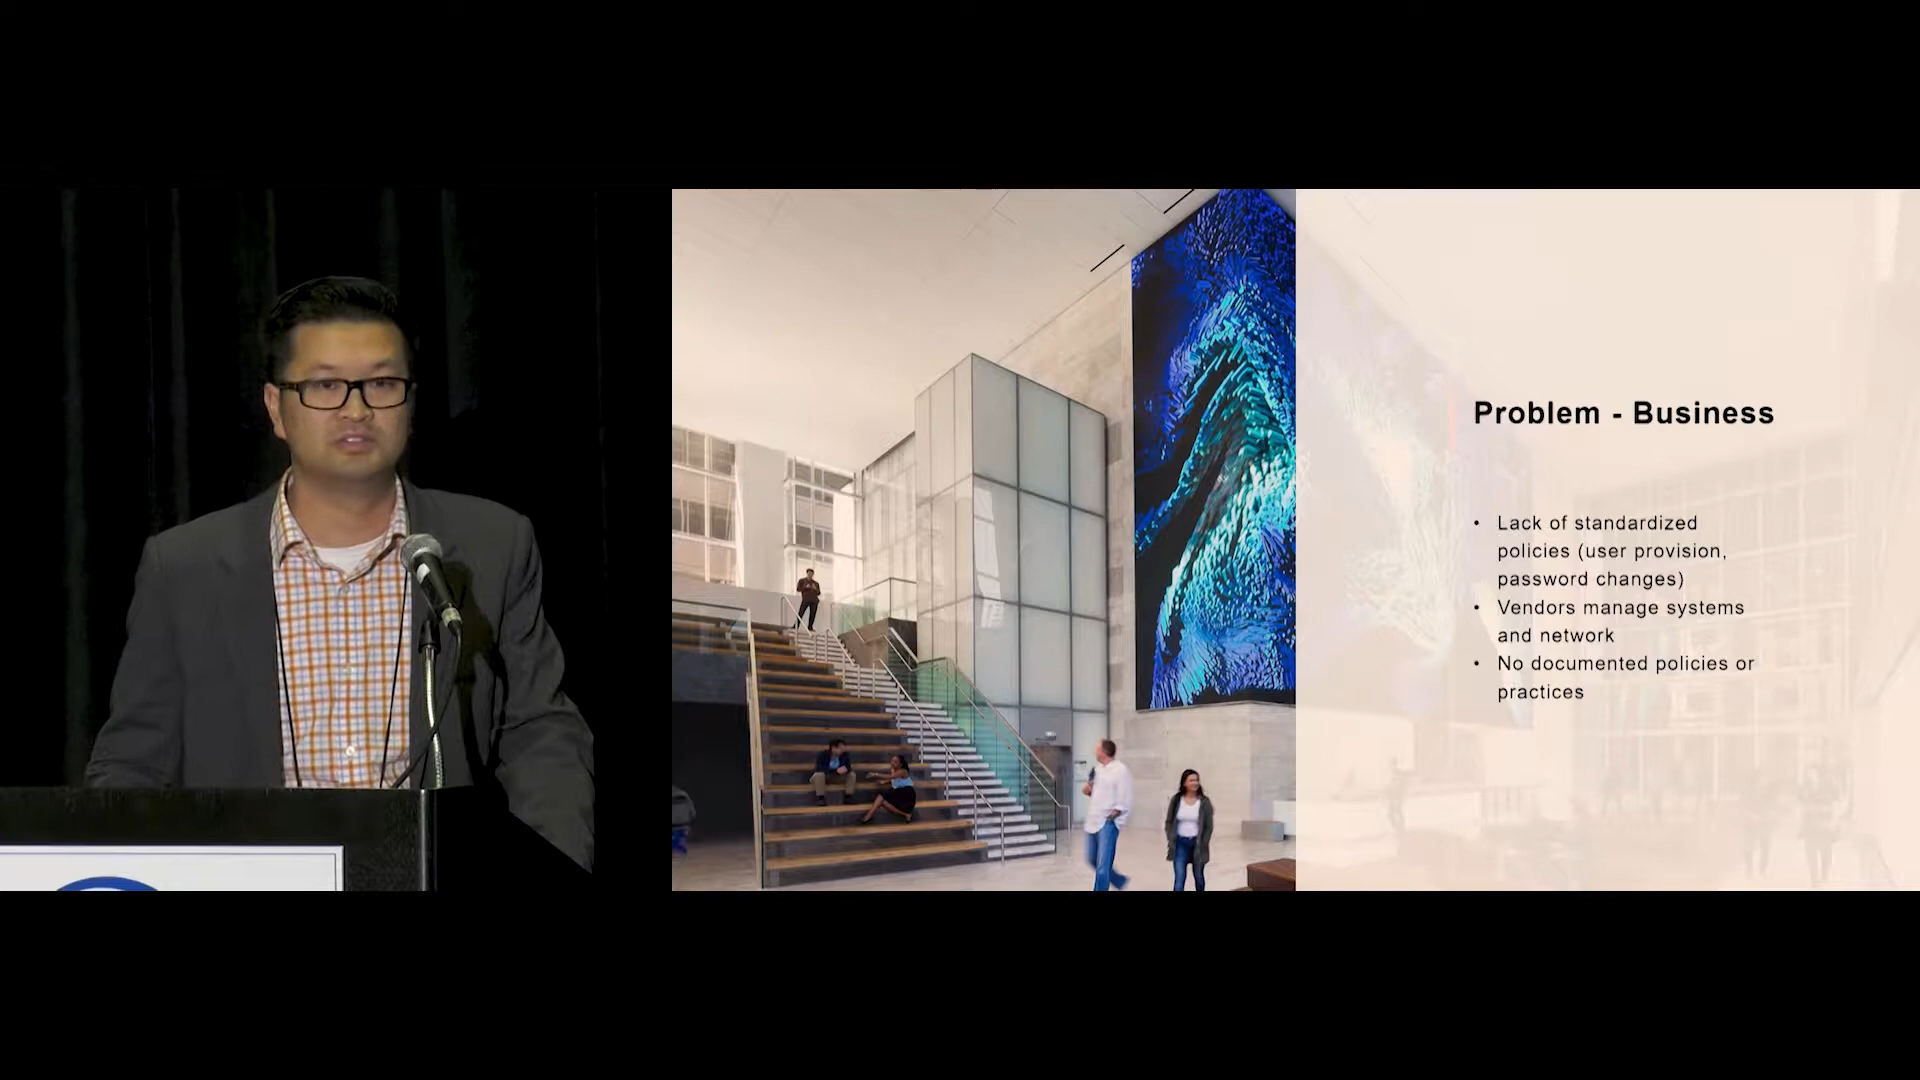 Problem - Business
• Lack of standardized
policies (user provision,
password changes)
• Vendors manage systems
and network
• No documented policies or
practices